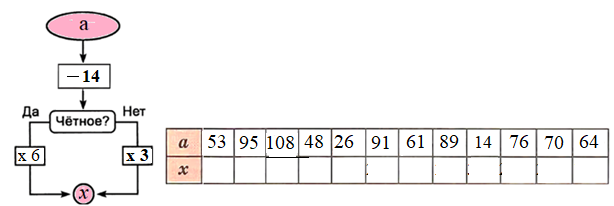 a
−14
Да
Чётное?
Нет
x 6
x 3
x
a 53 95 108 48 26 91 61 89 14 76 70 64
x